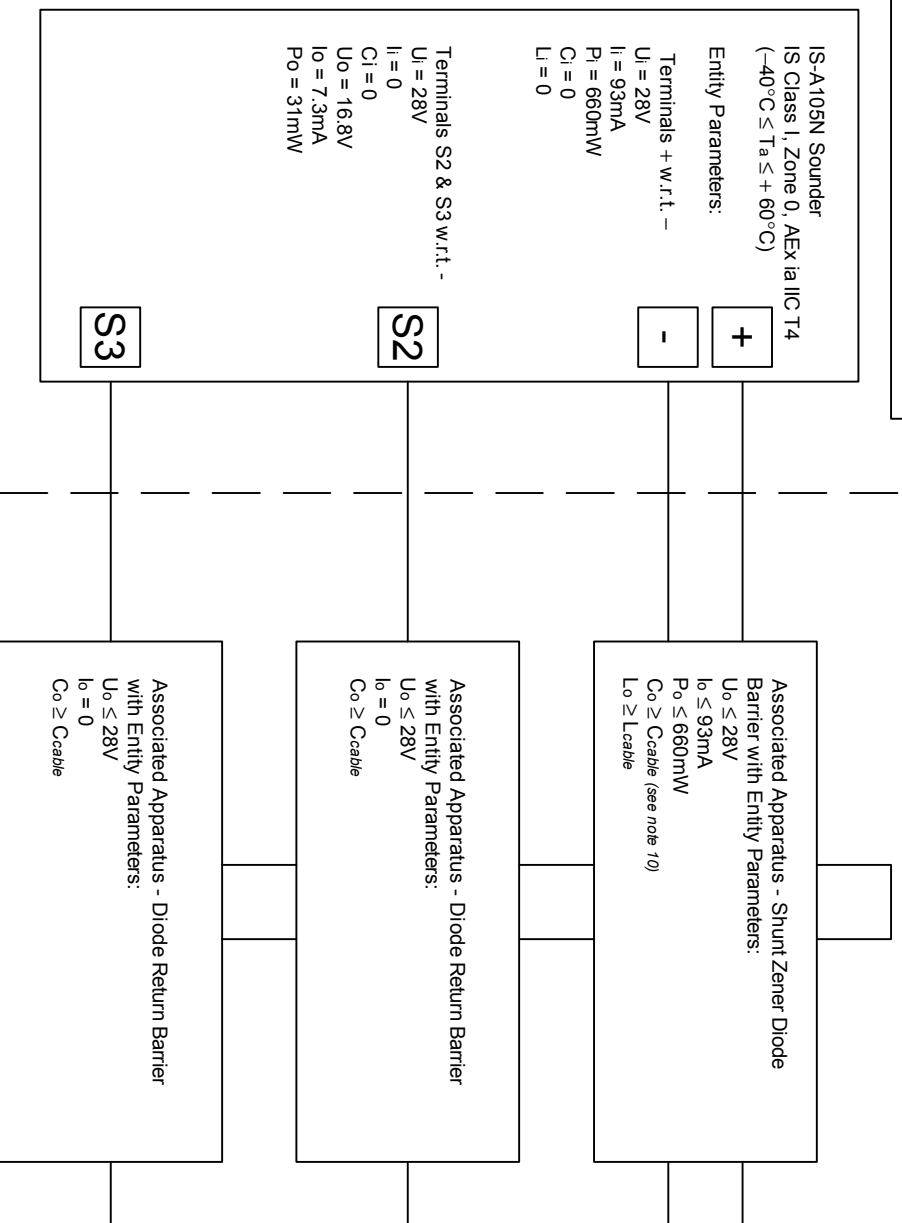 IS-A105N Sounder
IS Class I, Zone 0, AEx ia IIC T4
(–40°C ≤ Ta ≤ + 60°C)
Entity Parameters:
Terminals + w.r.t. –
Ui = 28V
Ii = 93mA
Pi = 660mW
Ci = 0
Li = 0
Terminals S2 & S3 w.r.t. -
Ui = 28V
Ii = 0
Ci = 0
Uo = 16.8V
Io = 7.3mA
Po = 31mW
+
-
S2
S3
Associated Apparatus - Shunt Zener Diode
Barrier with Entity Parameters:
Uo ≤ 28V
Io ≤ 93mA
Po ≤ 660mW
Co ≥ Ccable (see note 10)
Lo ≥ Lcable
Associated Apparatus - Diode Return Barrier
with Entity Parameters:
Uo ≤ 28V
Io = 0
Co ≥ Ccable
Associated Apparatus - Diode Return Barrier
with Entity Parameters:
Uo ≤ 28V
Io = 0
Co ≥ Ccable